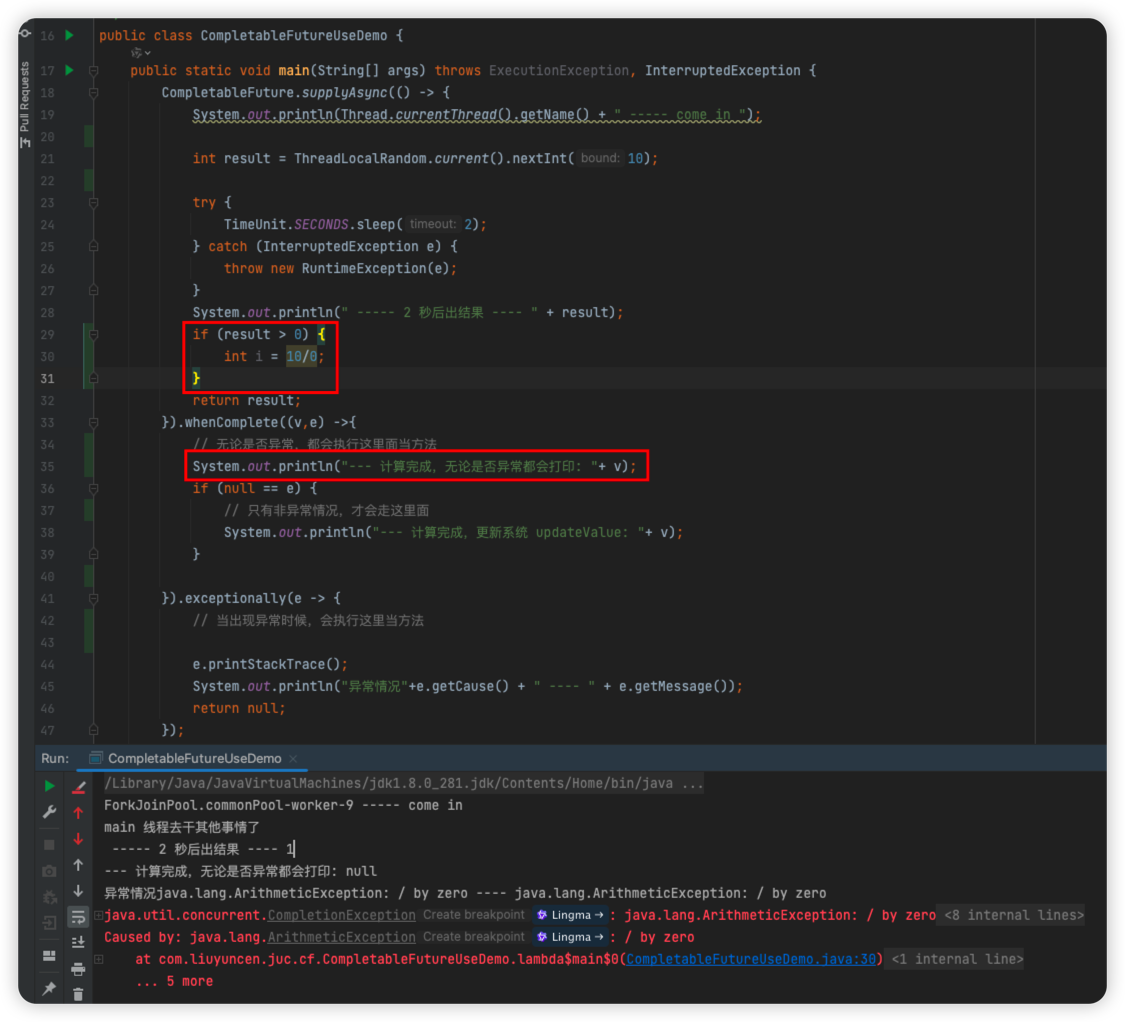 Pull Requests
16 public class CompletableFutureUseDemo {
17 public static void main(String[] args) throws ExecutionException, InterruptedException {
18 CompletableFuture.supplyAsync(() -> {
19 System.out.println(Thread.currentThread().getName() + " ----- come in ");
20
21 int result = ThreadLocalRandom.current().nextInt( bound: 10);
22
23 try {
24 TimeUnit.SECONDS.sleep( timeout: 2);
25 } catch (InterruptedException e) {
26 throw new RuntimeException(e);
27 }
28 System.out.println(" ----- 2 秒后出结果 ---- " + result);
29 if (result > 0) {
30 int i = 10/0;
31 }
32 return result;
33 }).whenComplete((v,e) ->{
34 // 无论是否异常，都会执行这里面当方法
35 System.out.println("--- 计算完成，无论是否异常都会打印: "+ v);
36 if (null == e) {
37 // 只有非异常情况，才会走这里面
38 System.out.println("--- 计算完成，更新系统 updateValue: "+ v);
39 }
40
41 }).exceptionally(e -> {
42 // 当出现异常时候，会执行这里当方法
43
44 e.printStackTrace();
45 System.out.println("异常情况"+e.getCause() + " ---- " + e.getMessage());
46 return null;
47 });
Run: CompletableFutureUseDemo ×
/Library/Java/JavaVirtualMachines/jdk1.8.0_281.jdk/Contents/Home/bin/java ...
ForkJoinPool.commonPool-worker-9 ----- come in
main 线程去干其他事情了
----- 2 秒后出结果 ---- 1
--- 计算完成，无论是否异常都会打印: null
异常情况java.lang.ArithmeticException: / by zero ---- java.lang.ArithmeticException: / by zero
java.util.concurrent.CompletionException Create breakpoint Lingma → : java.lang.ArithmeticException: / by zero <8 internal lines>
Caused by: java.lang.ArithmeticException Create breakpoint Lingma → : / by zero
at com.liuyuncen.juc.cf.CompletableFutureUseDemo.lambda$main$0(CompletableFutureUseDemo.java:30) <1 internal line>
... 5 more